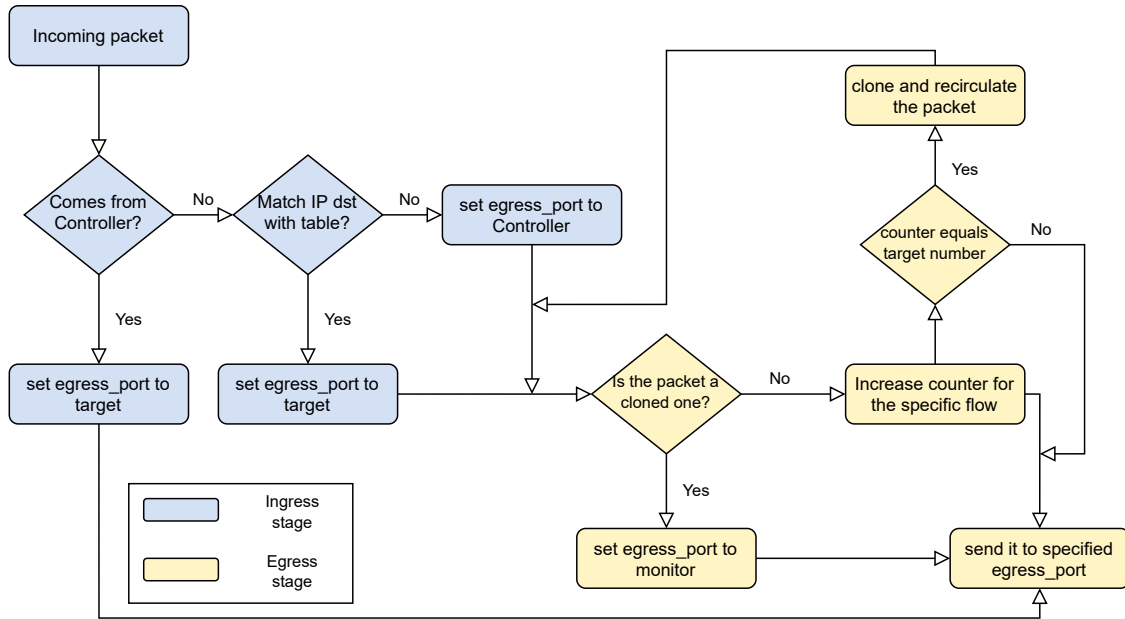 Incoming packet
clone and recirculate
the packet
Comes from
Controller?
No
Match IP dst
with table?
No
set egress_port to
Controller
Yes
counter equals
target number
No
Yes
Yes
set egress_port to
target
set egress_port to
target
Is the packet a
cloned one?
No
Increase counter for
the specific flow
Yes
Ingress
stage
Egress
stage
set egress_port to
monitor
send it to specified
egress_port